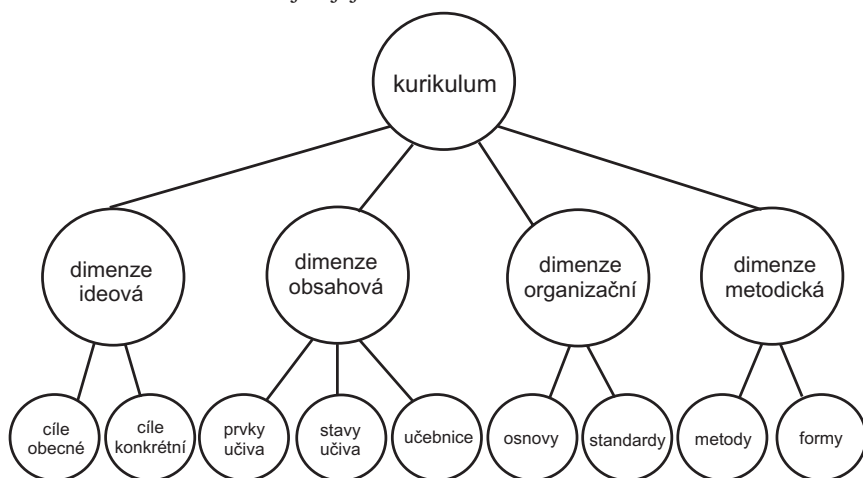 kurikulum
dimenze
ideová
dimenze
obsahová
dimenze
organizační
dimenze
metodická
cíle
obecné
cíle
konkrétní
prvky
učiva
stavy
učiva
učebnice
osnovy
standardy
metody
formy